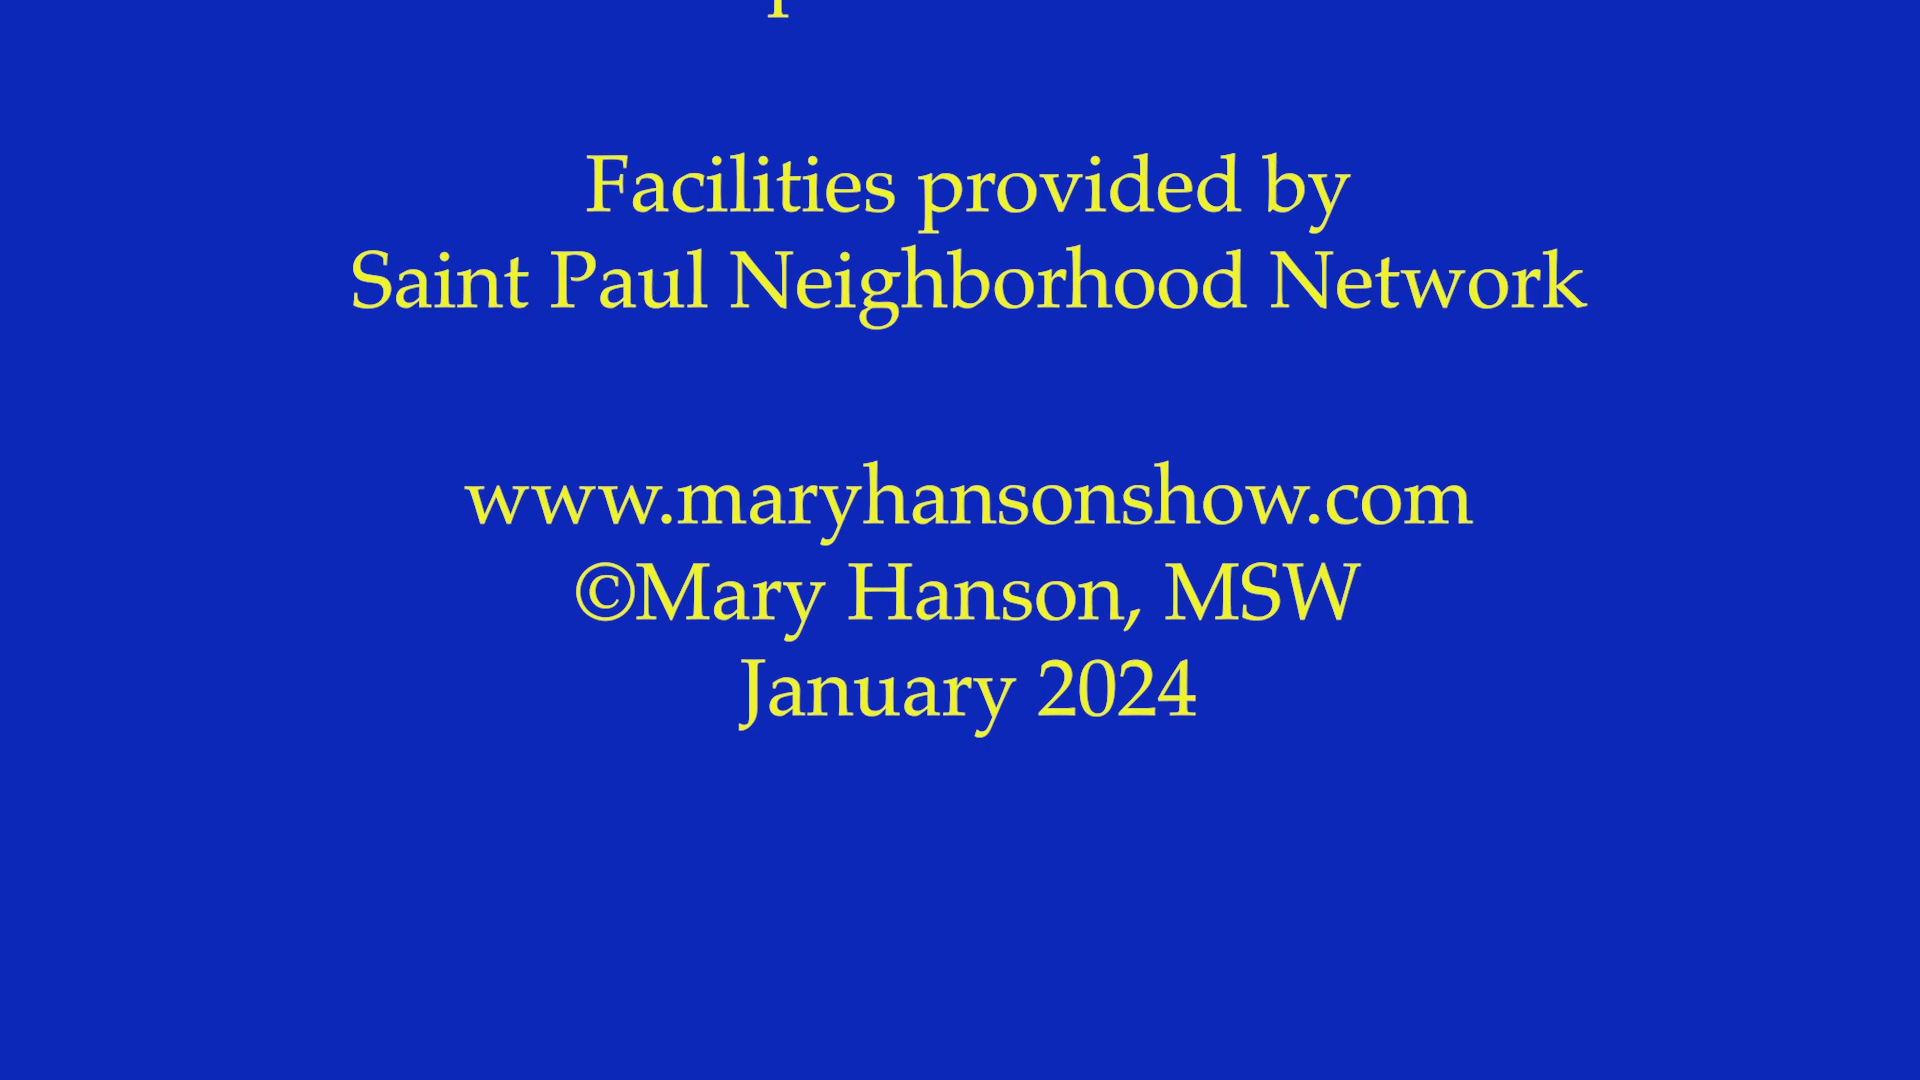 Facilities provided by
Saint Paul Neighborhood Network
www.maryhansonshow.com
©Mary Hanson, MSW
January 2024